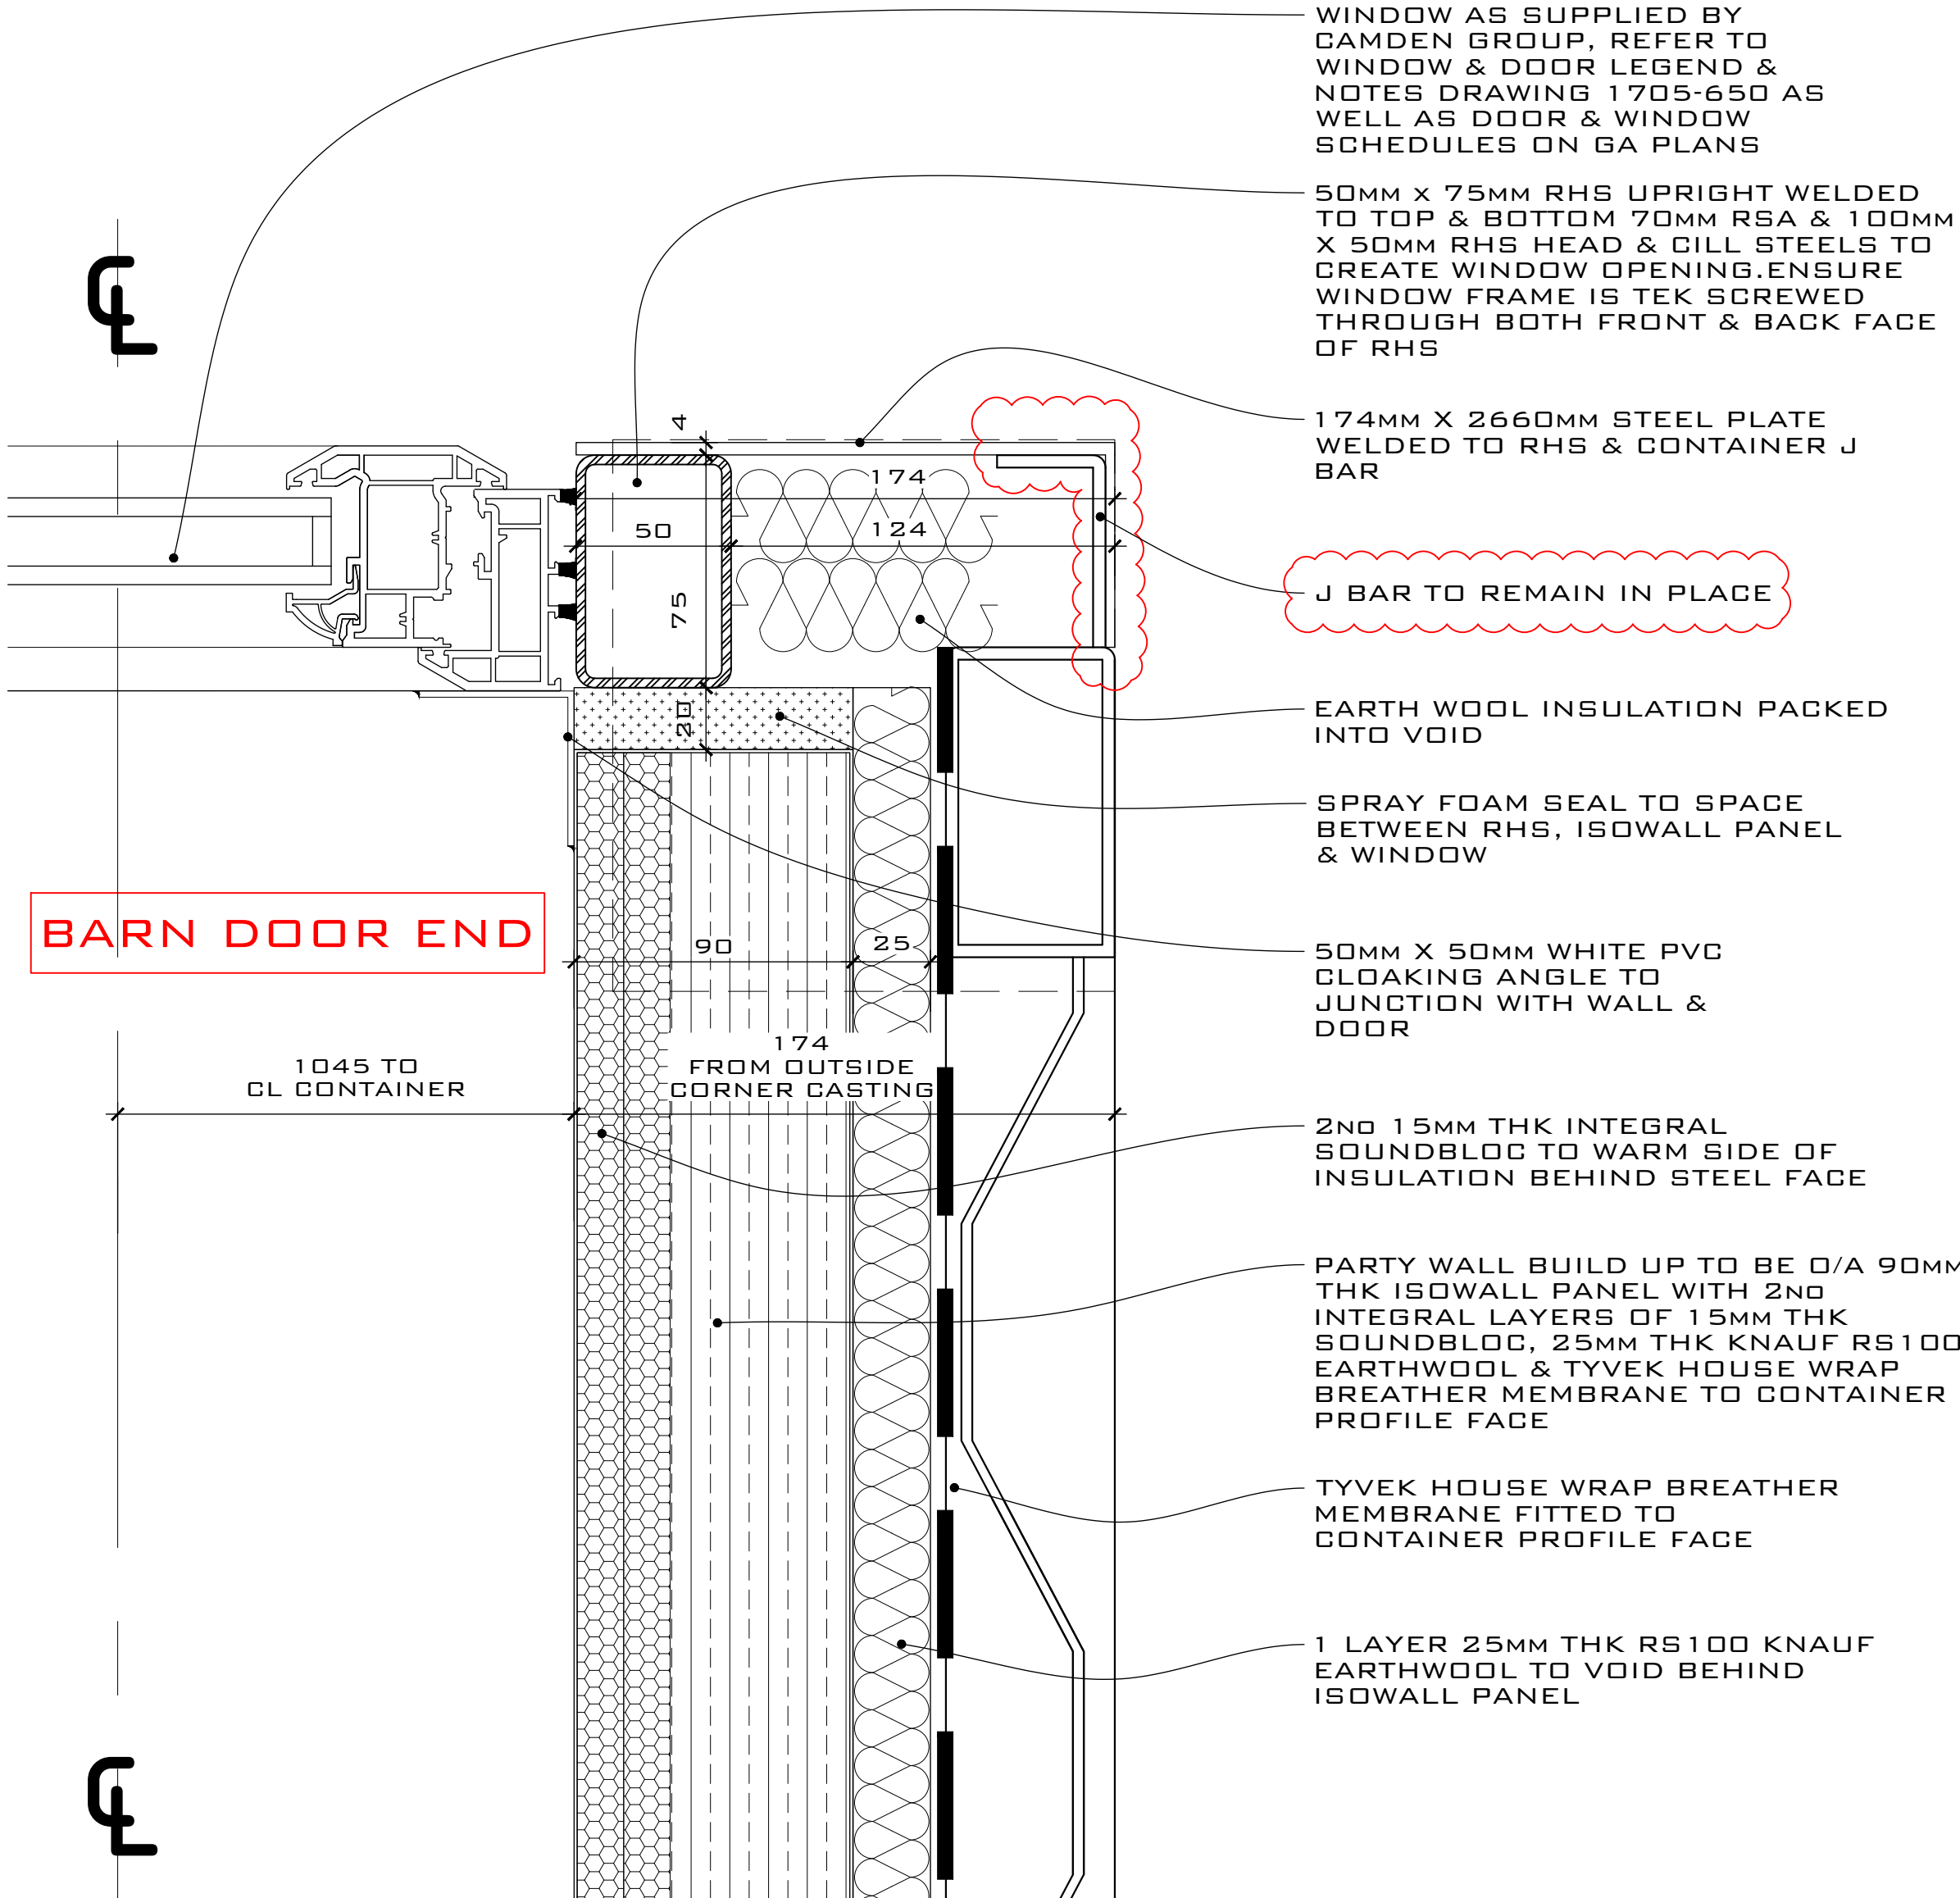 WINDOW AS SUPPLIED BY
CAMDEN GROUP, REFER TO
WINDOW & DOOR LEGEND &
NOTES DRAWING 1705-650 AS
WELL AS DOOR & WINDOW
SCHEDULES ON GA PLANS
50MM X 75MM RHS UPRIGHT WELDED
TO TOP & BOTTOM 70MM RSA & 100MM
X 50MM RHS HEAD & CILL STEELS TO
CREATE WINDOW OPENING.ENSURE
WINDOW FRAME IS TEK SCREWED
THROUGH BOTH FRONT & BACK FACE
OF RHS
CL
4
174MM X 2660MM STEEL PLATE
WELDED TO RHS & CONTAINER J
BAR
174
50
124
75
J BAR TO REMAIN IN PLACE
20
EARTH WOOL INSULATION PACKED
INTO VOID
SPRAY FOAM SEAL TO SPACE
BETWEEN RHS, ISOWALL PANEL
& WINDOW
BARN DOOR END
90
25
50MM X 50MM WHITE PVC
CLOAKING ANGLE TO
JUNCTION WITH WALL &
DOOR
1045 TO
CL CONTAINER
174
FROM OUTSIDE
CORNER CASTING
2NO 15MM THK INTEGRAL
SOUNDBLOC TO WARM SIDE OF
INSULATION BEHIND STEEL FACE
PARTY WALL BUILD UP TO BE O/A 90MM
THK ISOWALL PANEL WITH 2NO
INTEGRAL LAYERS OF 15MM THK
SOUNDBLOC, 25MM THK KNAUF RS100
EARTHWOOL & TYVEK HOUSE WRAP
BREATHER MEMBRANE TO CONTAINER
PROFILE FACE
TYVEK HOUSE WRAP BREATHER
MEMBRANE FITTED TO
CONTAINER PROFILE FACE
1 LAYER 25MM THK RS100 KNAUF
EARTHWOOL TO VOID BEHIND
ISOWALL PANEL
CL